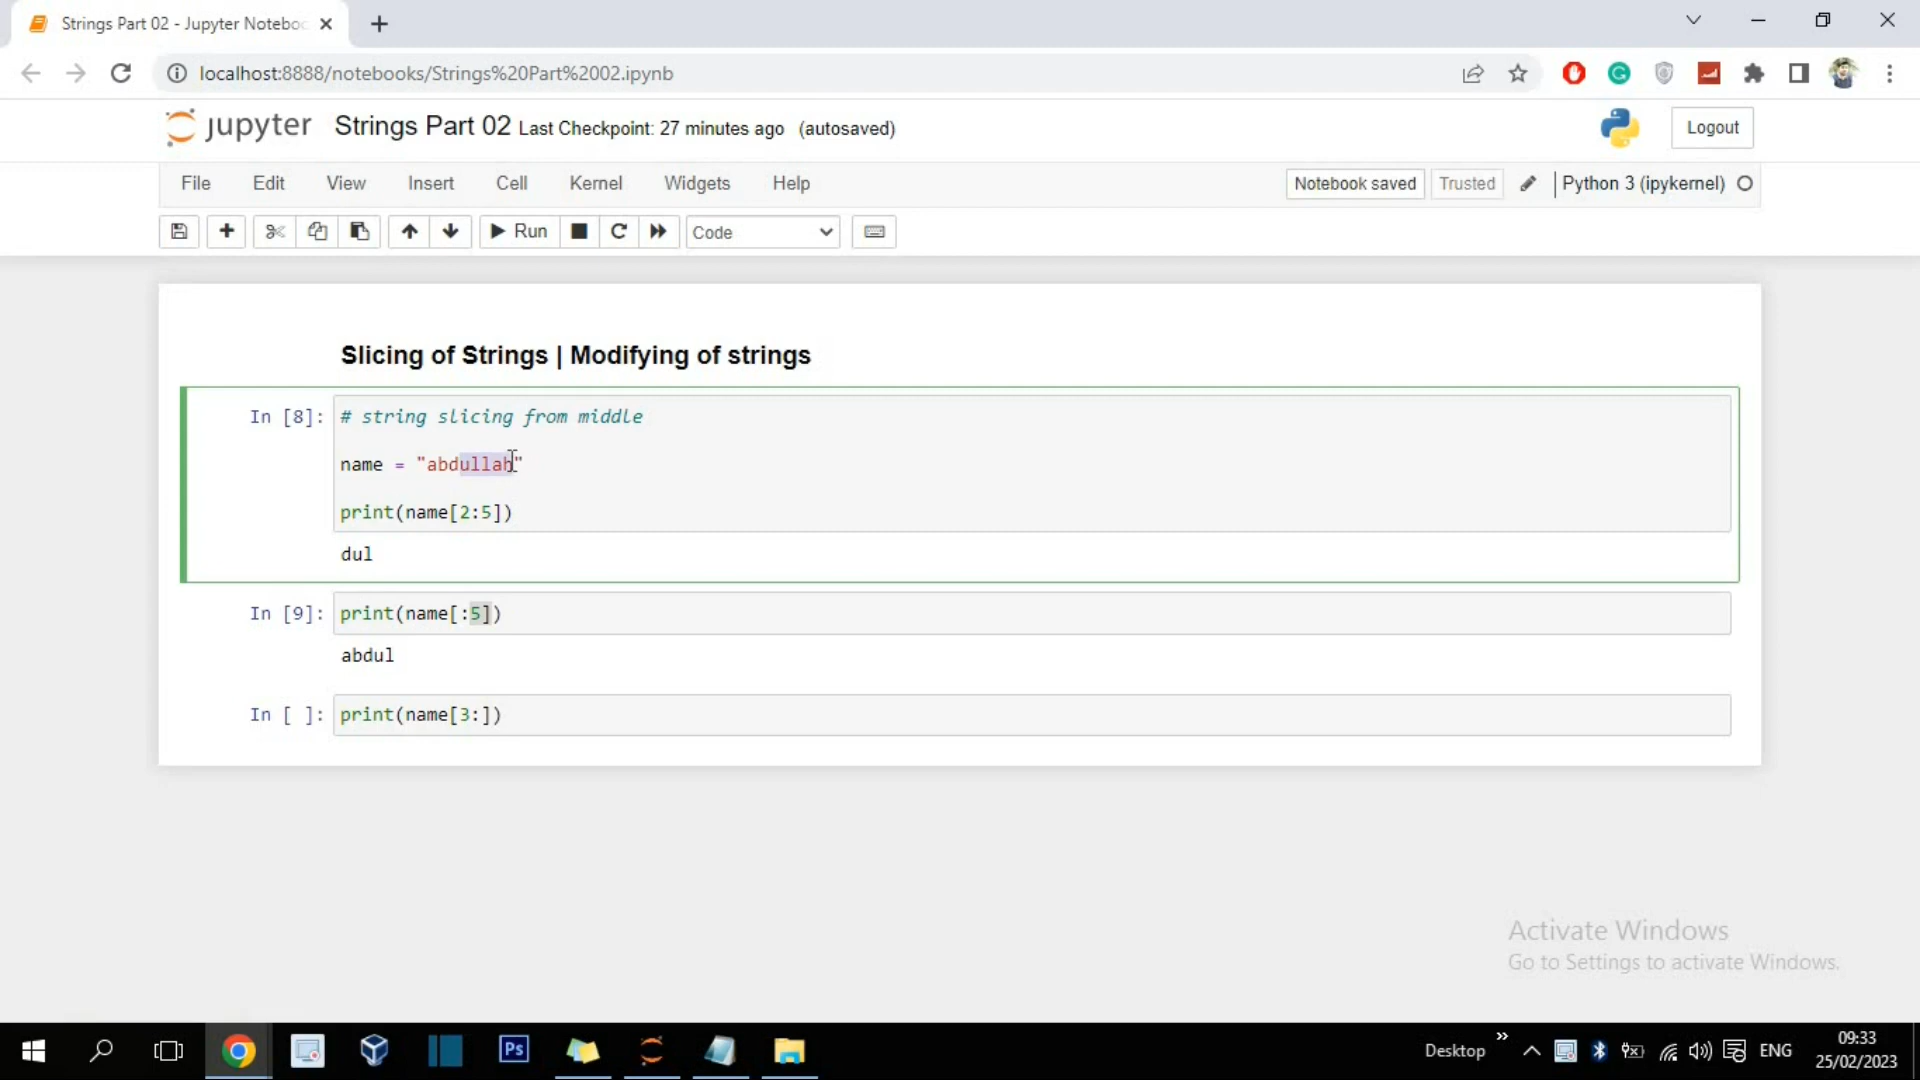 Strings Part 02 - Jupyter Noteboo
localhost:8888/notebooks/Strings%20Part%2002.ipynb
jupyter Strings Part 02 Last Checkpoint: 27 minutes ago (autosaved)
Logout
File Edit View Insert Cell Kernel Widgets Help
Notebook saved Trusted Python 3 (ipykernel)
Run Code
Slicing of Strings | Modifying of strings
In [8]: # string slicing from middle
name = "abdullah"
print(name[2:5])
dul
In [9]: print(name[:5])
abdul
In [ ]: print(name[3:])
Activate Windows
Go to Settings to activate Windows.
Ps
Desktop
ENG
09:33
25/02/2023